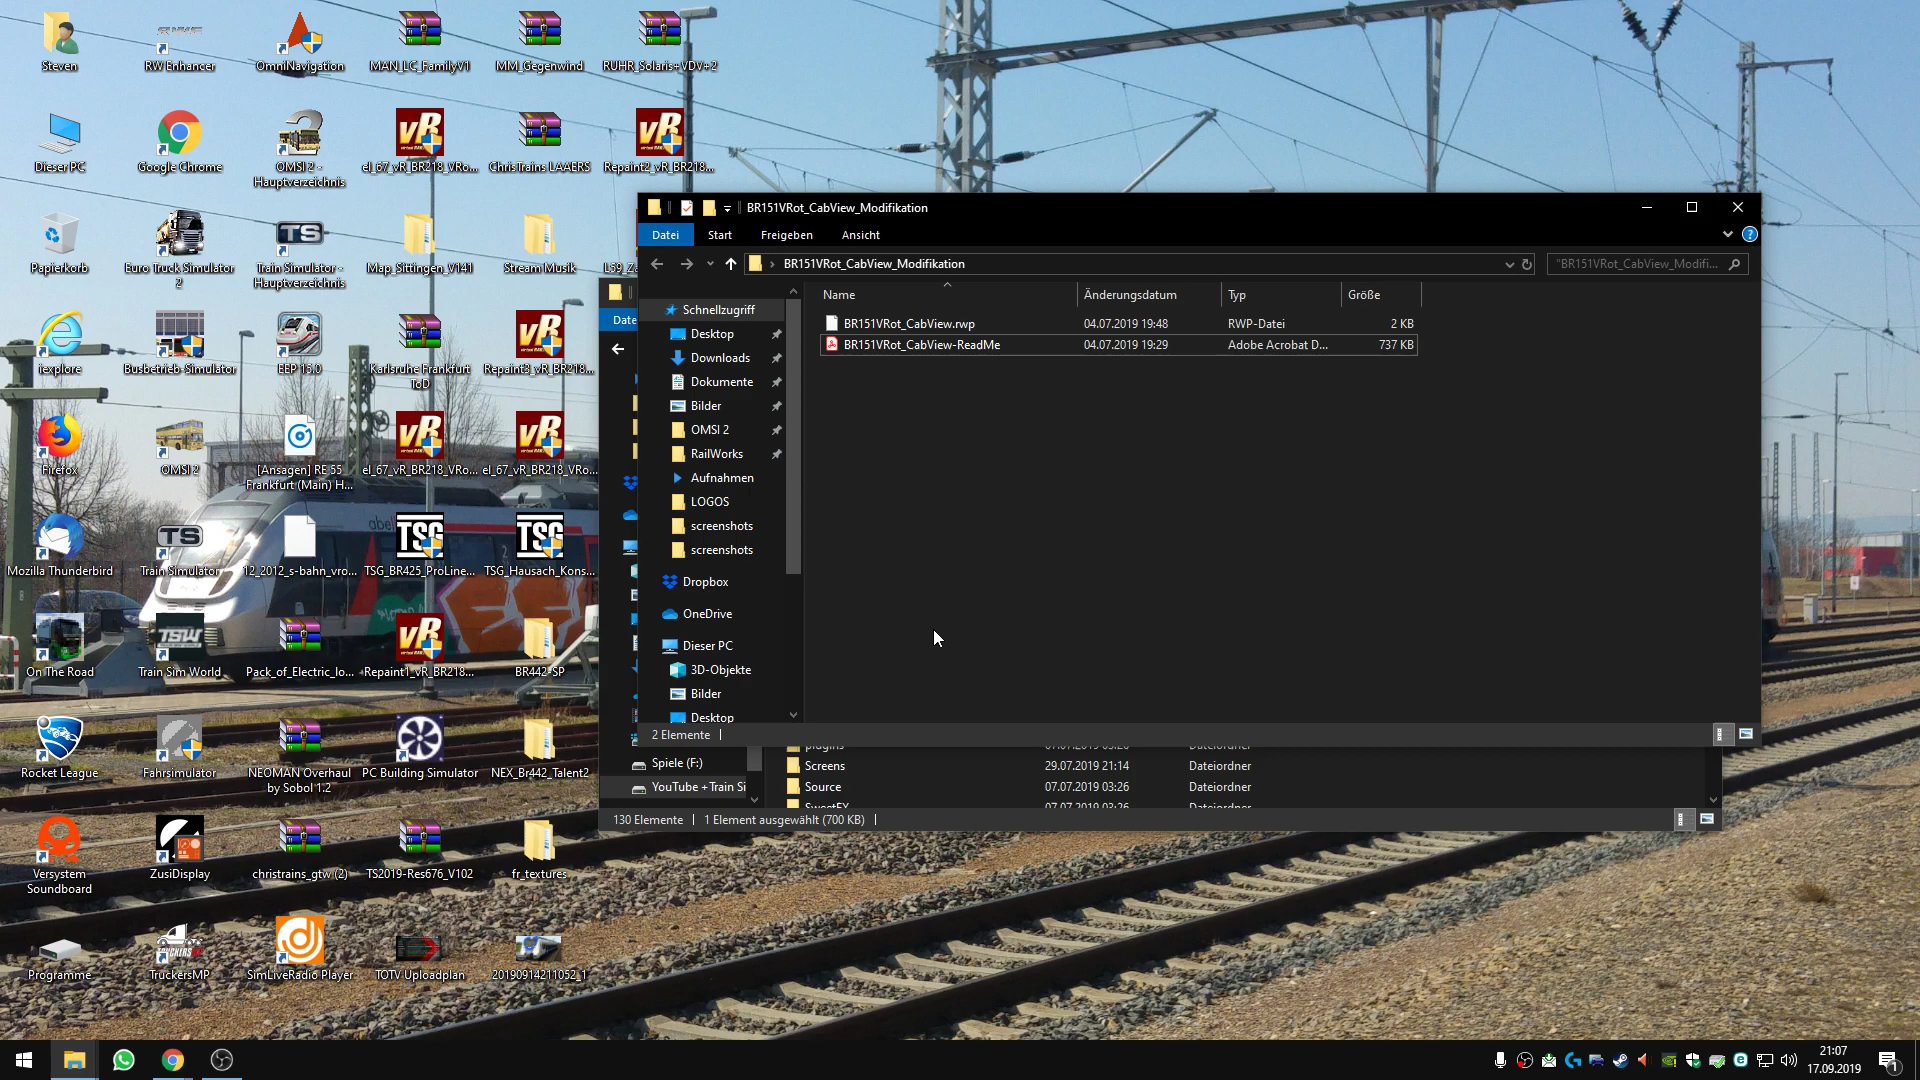 Steven
RW Enhancer
OmniNavigation
MAN_LC_FamilyV1
MM_Gegenwind
RUHR_Solaris+VDV+2
Dieser PC
Google Chrome
OMSI 2 -
Hauptverzeichnis
el_67_vR_BR218_VRo...
ChrisTrains LAAERS
Repaint2_vR_BR218...
Papierkorb
Euro Truck Simulator
2
Train Simulator -
Hauptverzeichnis
Map_Sittingen_V141
Stream Musik
iexplore
Busbetrieb-Simulator
EEP 15.0
Karlsruhe Frankfurt
ToD
Repaint3_vR_BR218...
Firefox
OMSI 2
[Ansagen] RE 55
Frankfurt (Main) H...
el_67_vR_BR218_VRo...
el_67_vR_BR218_VRo...
Mozilla Thunderbird
Train Simulator
12_2012_s-bahn_vro...
TSG_BR425_ProLine...
TSG_Hausach_Kons...
On The Road
Train Sim World
Pack_of_Electric_lo...
Repaint1_vR_BR218...
BR442-SP
Rocket League
Fahrsimulator
NEOMAN Overhaul
by Sobol 1.2
PC Building Simulator
NEX_Br442_Talent2
Versystem
Soundboard
ZusiDisplay
christrains_gtw (2)
TS2019-Res676_V102
fr_textures
Programme
TruckersMP
SimLiveRadio Player
TOTV Uploadplan
20190914211052_1
BR151VRot_CabView_Modifikation
Datei Start Freigeben Ansicht
BR151VRot_CabView_Modifikation
"BR151VRot_CabView_Modifi...
Name Änderungsdatum Typ Größe
BR151VRot_CabView.rwp 04.07.2019 19:48 RWP-Datei 2 KB
BR151VRot_CabView-ReadMe 04.07.2019 19:29 Adobe Acrobat D... 737 KB
Schnellzugriff
Desktop
Downloads
Dokumente
Bilder
OMSI 2
RailWorks
Aufnahmen
LOGOS
screenshots
screenshots
Dropbox
OneDrive
Dieser PC
3D-Objekte
Bilder
Desktop
2 Elemente
Spiele (F:)
YouTube +Train Si
plugins 07.07.2019 03:26 Dateiordner
Screens 29.07.2019 21:14 Dateiordner
Source 07.07.2019 03:26 Dateiordner
SweetFX 07.07.2019 03:26 Dateiordner
130 Elemente 1 Element ausgewählt (700 KB)
21:07
17.09.2019